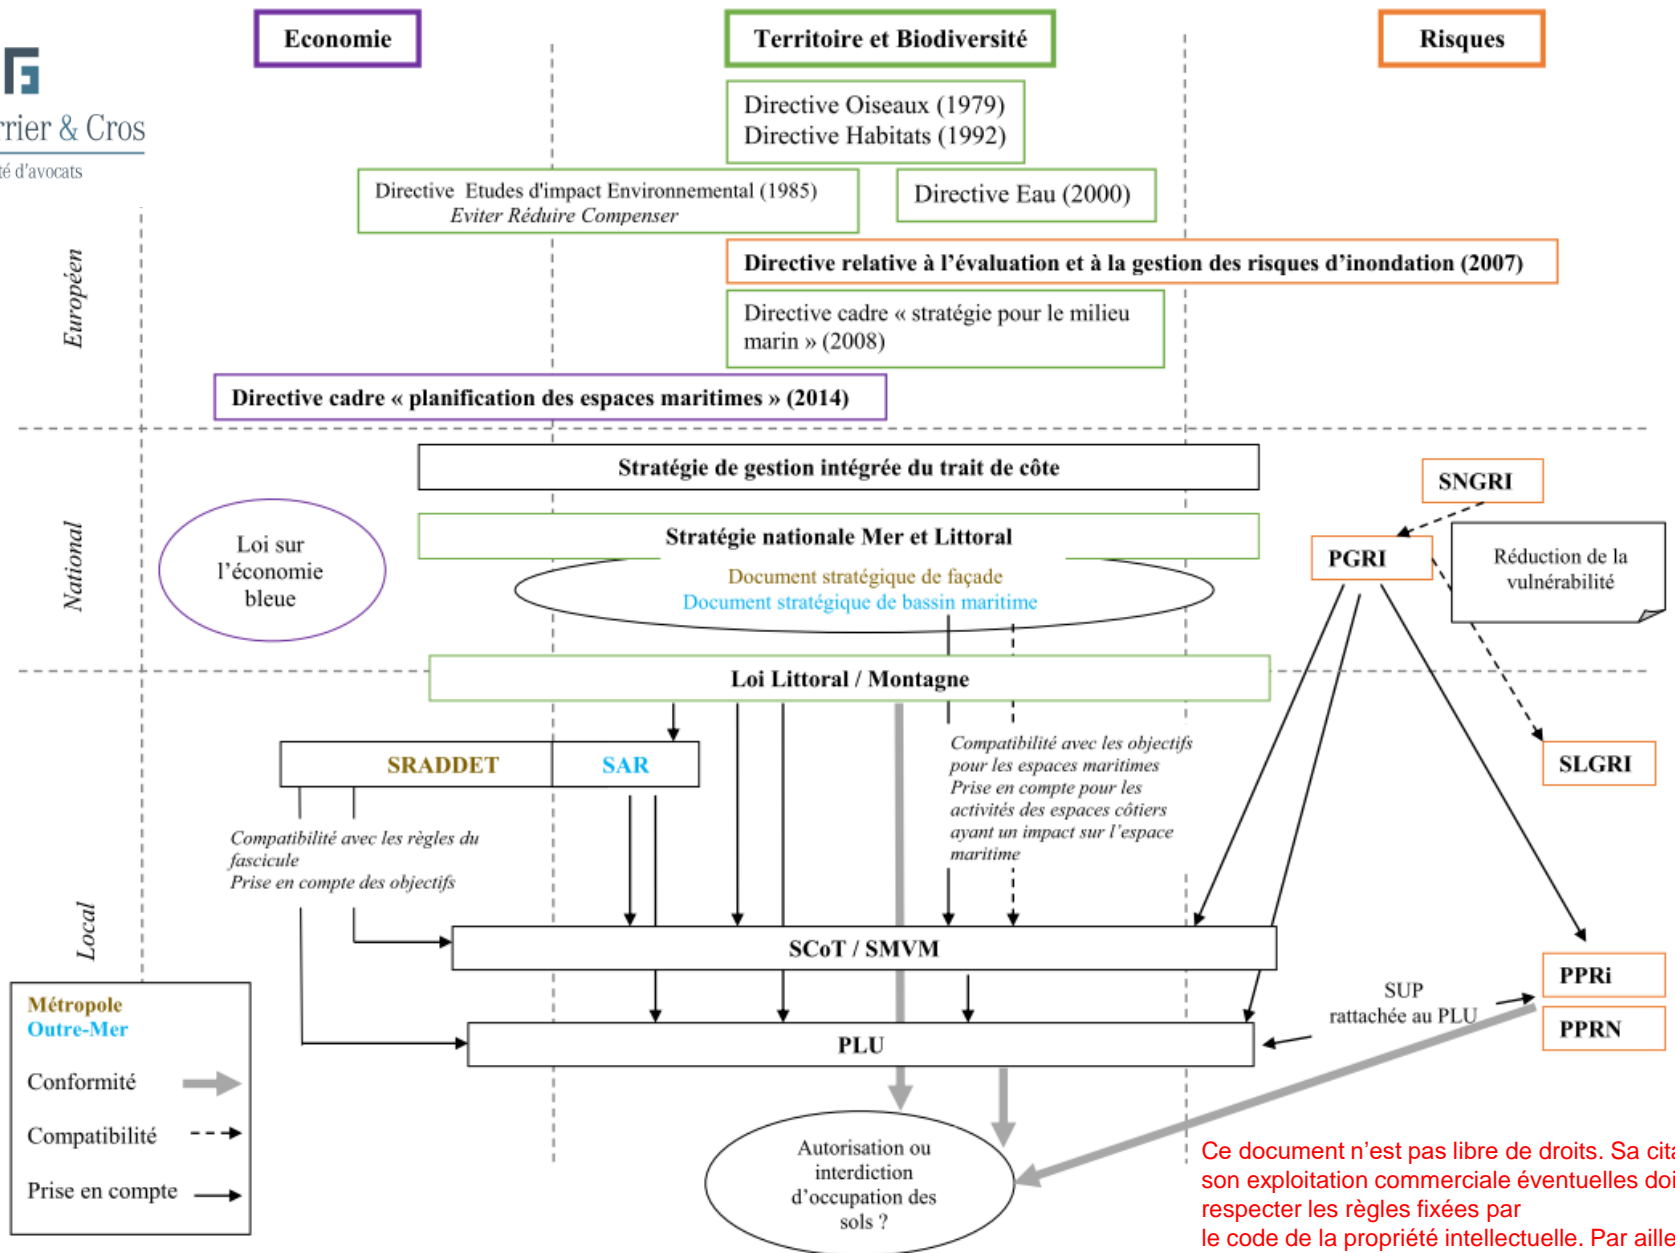 Economie
Territoire et Biodiversité
Risques
rrier & Cros
té d'avocats
Directive Oiseaux (1979)
Directive Habitats (1992)
Directive Etudes d'impact Environnemental (1985)
Eviter Réduire Compenser
Directive Eau (2000)
Européen
Directive relative à l'évaluation et à la gestion des risques d'inondation (2007)
Directive cadre « stratégie pour le milieu
marin » (2008)
Directive cadre « planification des espaces maritimes » (2014)
National
Stratégie de gestion intégrée du trait de côte
SNGRI
Stratégie nationale Mer et Littoral
Loi sur
l'économie
bleue
Document stratégique de façade
Document stratégique de bassin maritime
PGRI
Réduction de la
vulnérabilité
Loi Littoral / Montagne
Local
SRADDET
SAR
Compatibilité avec les objectifs
pour les espaces maritimes
Prise en compte pour les
activités des espaces côtiers
ayant un impact sur l'espace
maritime
SLGRI
Compatibilité avec les règles du
fascicule
Prise en compte des objectifs
SCoT / SMVM
PPRi
SUP
rattachée au PLU
PPRN
PLU
Métropole
Outre-Mer
Conformité
Compatibilité
Prise en compte
Autorisation ou
interdiction
d'occupation des
sols ?
Ce document n'est pas libre de droits. Sa cita
son exploitation commerciale éventuelles doi
respecter les règles fixées par
le code de la propriété intellectuelle. Par aille